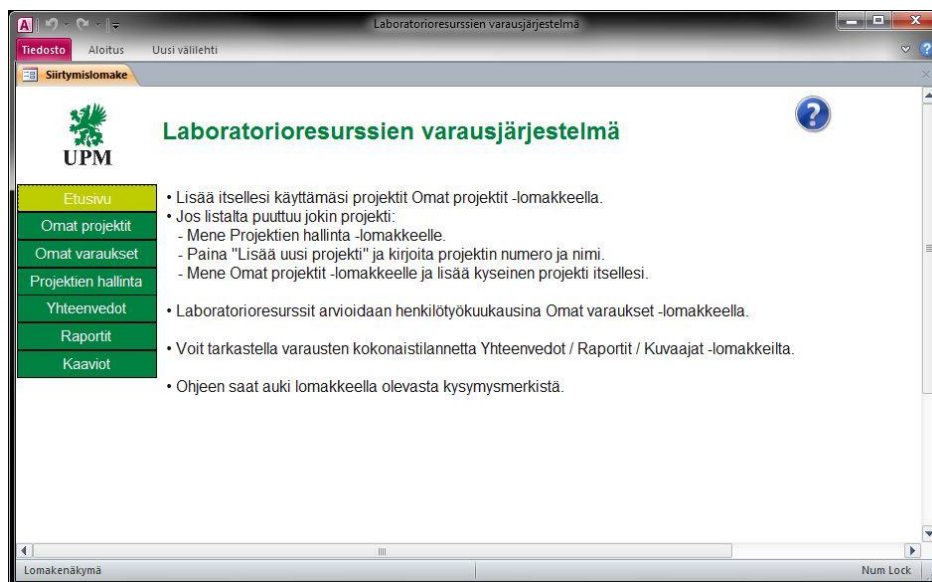 Laboratorioresurssien varausjärjestelmä
Tiedosto Aloitus Uusi välilehti
Siirtymislomake
UPM
Laboratorioresurssien varausjärjestelmä
Etusivu
Omat projektit
Omat varaukset
Projektien hallinta
Yhteenvedot
Raportit
Kaaviot
• Lisää itsellesi käyttämäsi projektit Omat projektit -lomakkeella.
• Jos listalta puuttuu jokin projekti:
- Mene Projektien hallinta -lomakkeelle.
- Paina "Lisää uusi projekti" ja kirjoita projektin numero ja nimi.
- Mene Omat projektit -lomakkeelle ja lisää kyseinen projekti itsellesi.
• Laboratorioresurssit arvioidaan henkilötyökuukausina Omat varaukset -lomakkeella.
• Voit tarkastella varausten kokonaistilannetta Yhteenvedot / Raportit / Kuvaajat -lomakkeilta.
• Ohjeen saat auki lomakkeella olevasta kysymysmerkistä.
Lomakenäkymä Num Lock